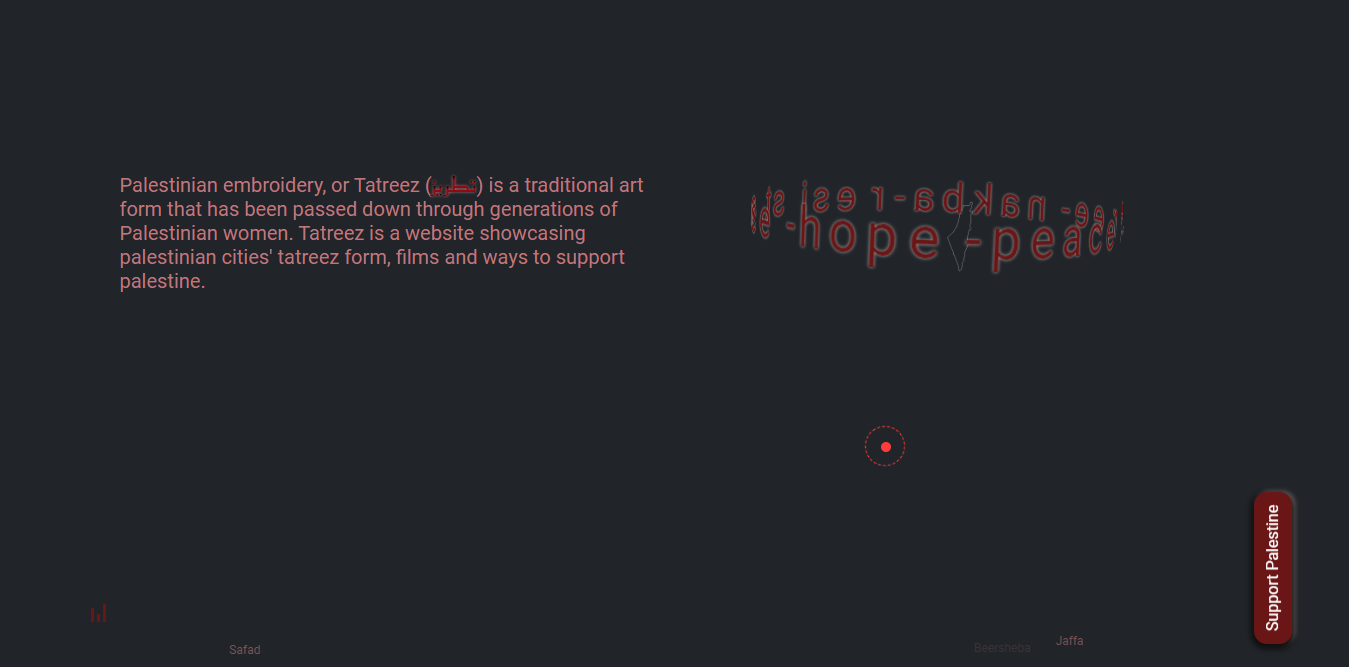 Palestinian embroidery, or Tatreez (تطريز) is a traditional art
form that has been passed down through generations of
Palestinian women. Tatreez is a website showcasing
palestinian cities' tatreez form, films and ways to support
palestine.
nakba-resi
-hope-peace
Support Palestine
Safad
Beersheba
Jaffa